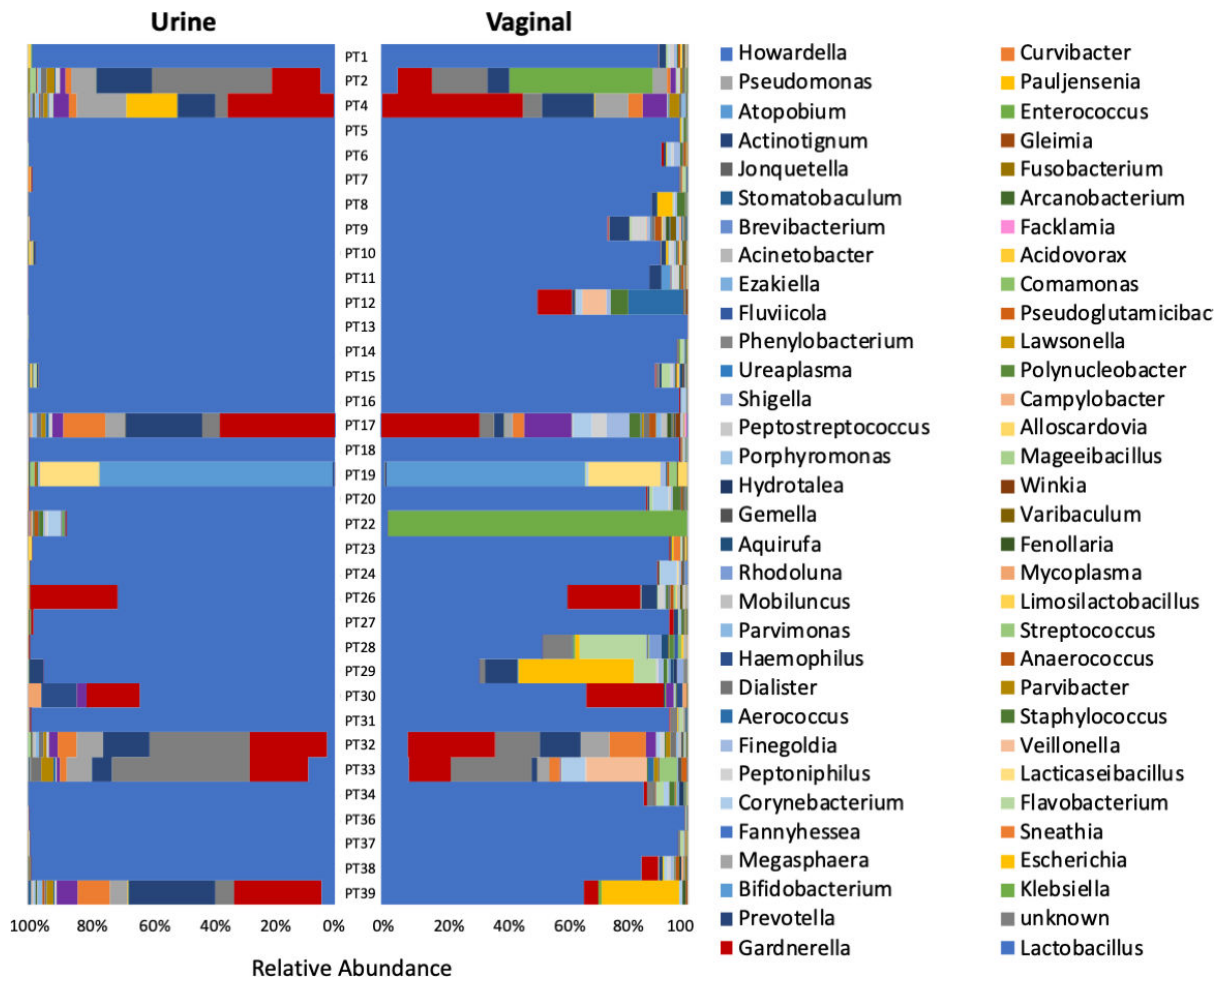 Urine Vaginal
PT1
PT2
PT4
PT5
PT6
PT7
PT8
PT9
PT10
PT11
PT12
PT13
PT14
PT15
PT16
PT17
PT18
PT19
PT20
PT22
PT23
PT24
PT26
PT27
PT28
PT29
PT30
PT31
PT32
PT33
PT34
PT36
PT37
PT38
PT39
100% 80% 60% 40% 20% 0% 0% 20% 40% 60% 80% 100
Relative Abundance
Howardella Curvibacter
Pseudomonas Pauljensenia
Atopobium Enterococcus
Actinotignum Gleimia
Jonquetella Fusobacterium
Stomatobaculum Arcanobacterium
Brevibacterium Facklamia
Acinetobacter Acidovorax
Ezakiella Comamonas
Fluviicola Pseudoglutamicibac
Phenylobacterium Lawsonella
Ureaplasma Polynucleobacter
Shigella Campylobacter
Peptostreptococcus Alloscardovia
Porphyromonas Mageeibacillus
Hydrotalea Winkia
Gemella Varibaculum
Aquirufa Fenollaria
Rhodoluna Mycoplasma
Mobiluncus Limosilactobacillus
Parvimonas Streptococcus
Haemophilus Anaerococcus
Dialister Parvibacter
Aerococcus Staphylococcus
Finegoldia Veillonella
Peptoniphilus Lacticaseibacillus
Corynebacterium Flavobacterium
Fannyhessea Sneathia
Megasphaera Escherichia
Bifidobacterium Klebsiella
Prevotella unknown
Gardnerella Lactobacillus